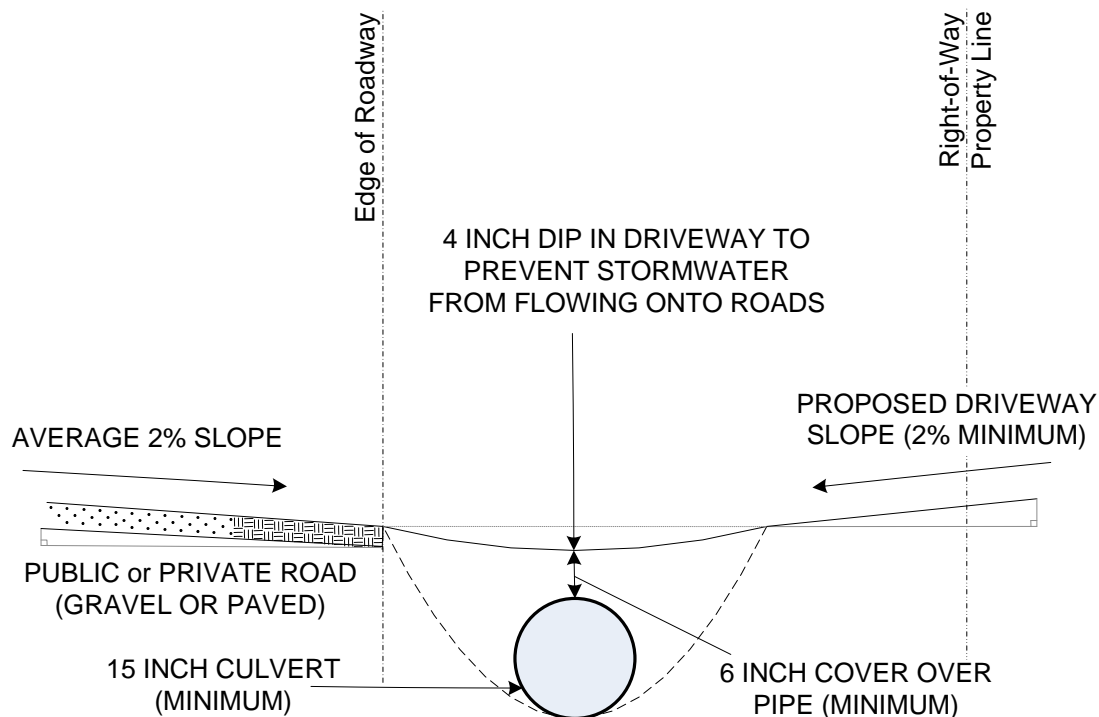 Edge of Roadway
Right-of-Way
Property Line
4 INCH DIP IN DRIVEWAY TO
PREVENT STORMWATER
FROM FLOWING ONTO ROADS
AVERAGE 2% SLOPE
PROPOSED DRIVEWAY
SLOPE (2% MINIMUM)
PUBLIC or PRIVATE ROAD
(GRAVEL OR PAVED)
15 INCH CULVERT
(MINIMUM)
6 INCH COVER OVER
PIPE (MINIMUM)